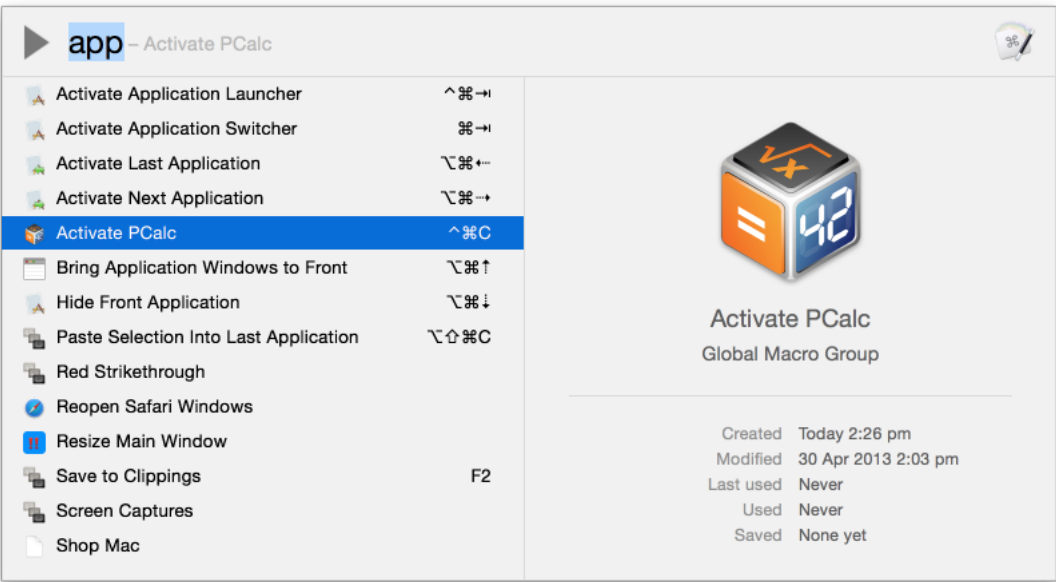 app – Activate PCalc
Activate Application Launcher ^⌘⇥
Activate Application Switcher ⌘⇥
Activate Last Application ⌥⌘⇠
Activate Next Application ⌥⌘⇢
Activate PCalc ^⌘C
Bring Application Windows to Front ⌥⌘↑
Hide Front Application ⌥⌘⇣
Paste Selection Into Last Application ⌥⇧⌘C
Red Strikethrough
Reopen Safari Windows
Resize Main Window
Save to Clippings F2
Screen Captures
Shop Mac
√x
= 42
Activate PCalc
Global Macro Group
Created Today 2:26 pm
Modified 30 Apr 2013 2:03 pm
Last used Never
Used Never
Saved None yet